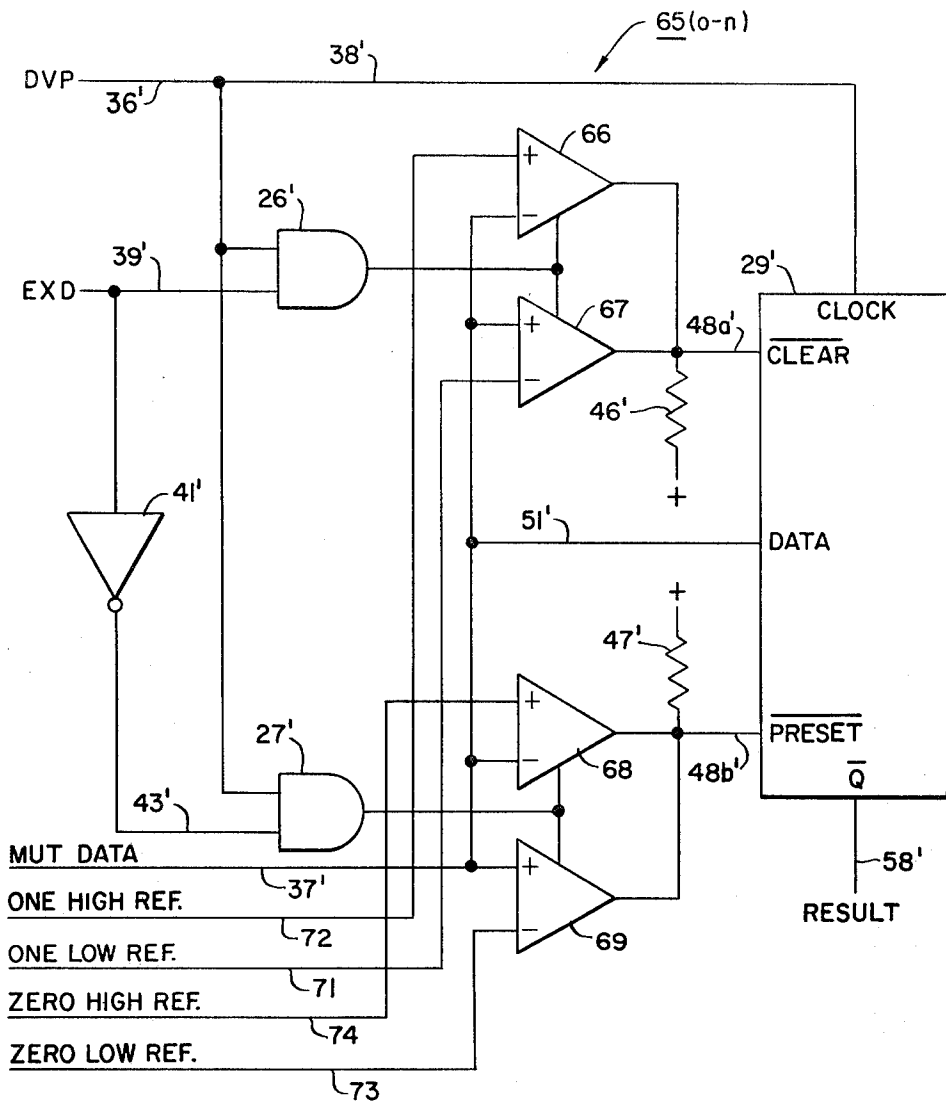 65(0-n)
DVP
36'
38'
66
+
−
26'
39'
EXD
67
+
−
29'
CLOCK
48a'
CLEAR
46'
+
41'
51'
DATA
+
47'
+
−
68
PRESET
48b'
Q
27'
43'
MUT DATA
37'
+
−
69
58'
RESULT
ONE HIGH REF.
72
ONE LOW REF.
71
ZERO HIGH REF.
74
ZERO LOW REF.
73